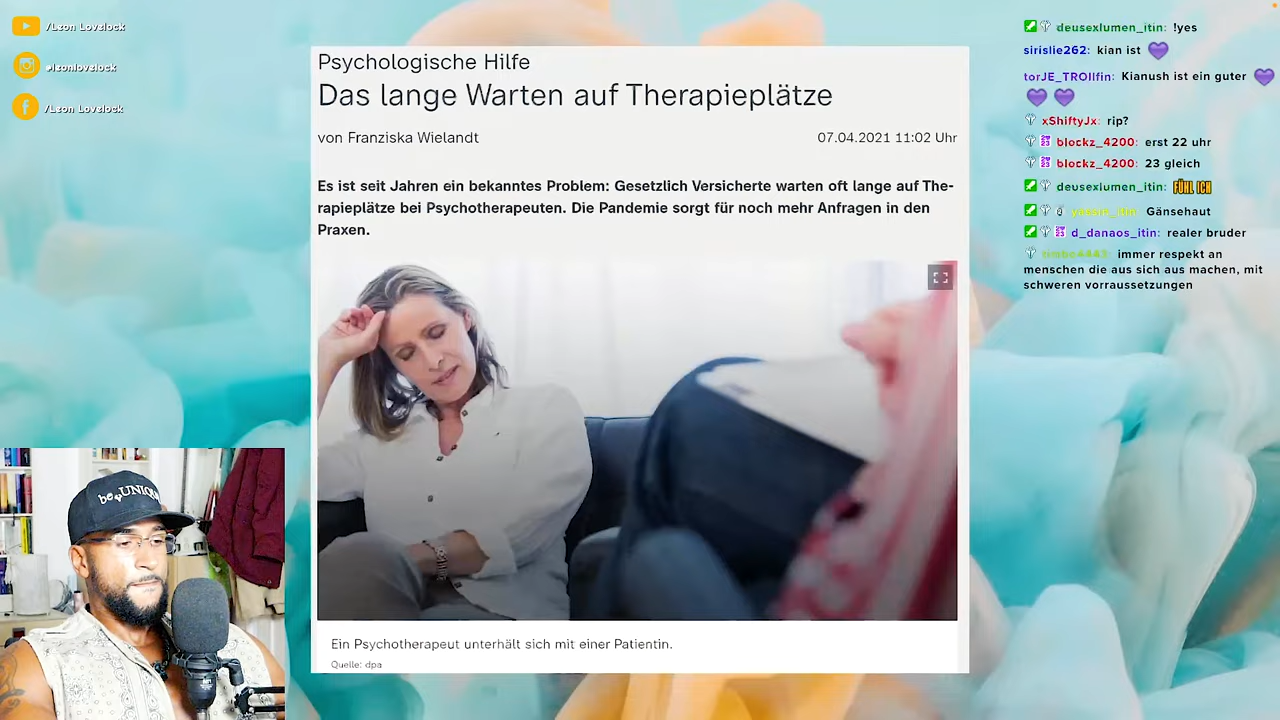 /Leon Lovelock
@leonlovelock
/Leon Lovelock
Psychologische Hilfe
Das lange Warten auf Therapieplätze
von Franziska Wielandt
07.04.2021 11:02 Uhr
Es ist seit Jahren ein bekanntes Problem: Gesetzlich Versicherte warten oft lange auf The-
rapieplätze bei Psychotherapeuten. Die Pandemie sorgt für noch mehr Anfragen in den
Praxen.
Ein Psychotherapeut unterhält sich mit einer Patientin.
Quelle: dpa
be UNIQUE
deusexlumen_itin: !yes
sirislie262: kian ist
torJE_TROllfin: Kianush ist ein guter
xShiftyJx: rip?
blockz_4200: erst 22 uhr
blockz_4200: 23 gleich
deusexlumen_itin: FÜHL ICH
Gänsehaut
d_danaos_itin: realer bruder
immer respekt an
menschen die aus sich aus machen, mit
schweren vorraussetzungen